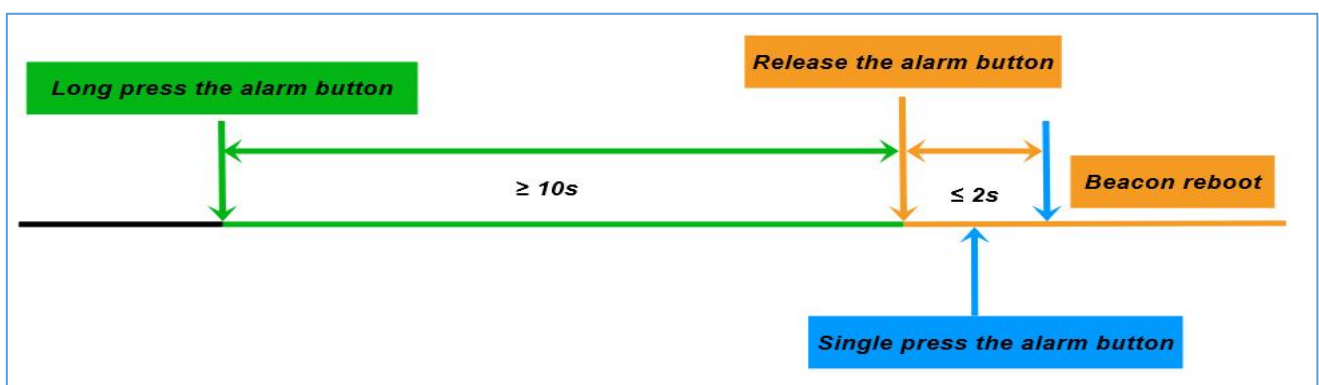 Release the alarm button
Long press the alarm button
≥ 10s
≤ 2s
Beacon reboot
Single press the alarm button